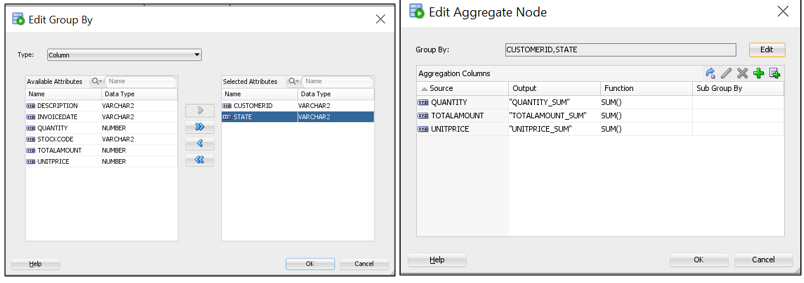 Edit Group By
Type: Column
Available Attributes Name
Name Data Type
DESCRIPTION VARCHAR2
INVOICEDATE VARCHAR2
QUANTITY NUMBER
STOCKCODE VARCHAR2
TOTALAMOUNT NUMBER
UNITPRICE NUMBER
Selected Attributes Name
Name Data Type
CUSTOMERID VARCHAR2
STATE VARCHAR2
Help OK Cancel
Edit Aggregate Node
Group By: CUSTOMERID,STATE Edit
Aggregation Columns
Source Output Function Sub Group By
QUANTITY "QUANTITY_SUM" SUM()
TOTALAMOUNT "TOTALAMOUNT_SUM" SUM()
UNITPRICE "UNITPRICE_SUM" SUM()
Help OK Cancel